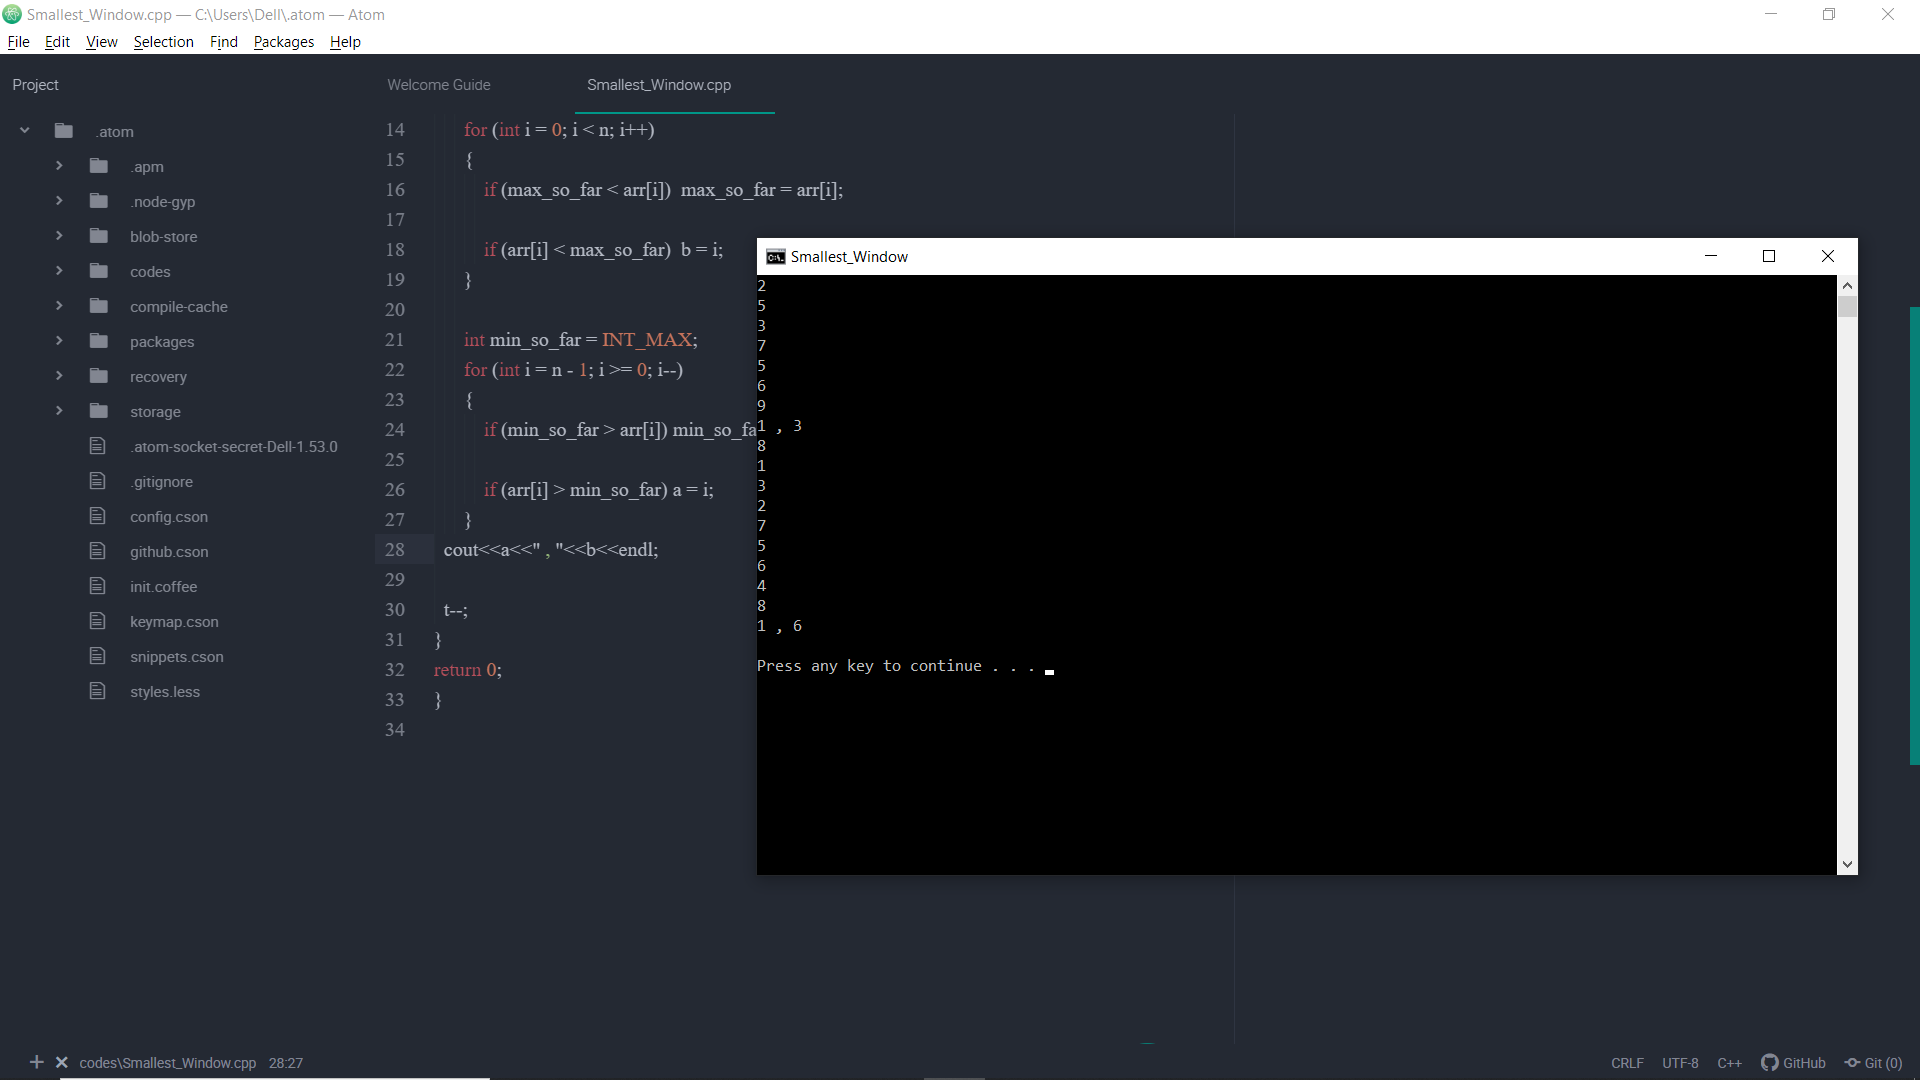 Smallest_Window.cpp — C:\Users\Dell\.atom — Atom
File Edit View Selection Find Packages Help
Project
Welcome Guide
Smallest_Window.cpp
.atom
.apm
.node-gyp
blob-store
codes
compile-cache
packages
recovery
storage
.atom-socket-secret-Dell-1.53.0
.gitignore
config.cson
github.cson
init.coffee
keymap.cson
snippets.cson
styles.less
14 for (int i = 0; i < n; i++)
15 {
16 if (max_so_far < arr[i])  max_so_far = arr[i];
17
18 if (arr[i] < max_so_far)  b = i;
19 }
20
21 int min_so_far = INT_MAX;
22 for (int i = n - 1; i >= 0; i--)
23 {
24 if (min_so_far > arr[i]) min_so_fa
25
26 if (arr[i] > min_so_far) a = i;
27 }
28 cout<<a<<" , "<<b<<endl;
29
30 t--;
31 }
32 return 0;
33 }
34
Smallest_Window
2
5
3
7
5
6
9
1 , 3
8
1
3
2
7
5
6
4
8
1 , 6
Press any key to continue . . .
codes\Smallest_Window.cpp 28:27
CRLF UTF-8 C++ GitHub Git (0)